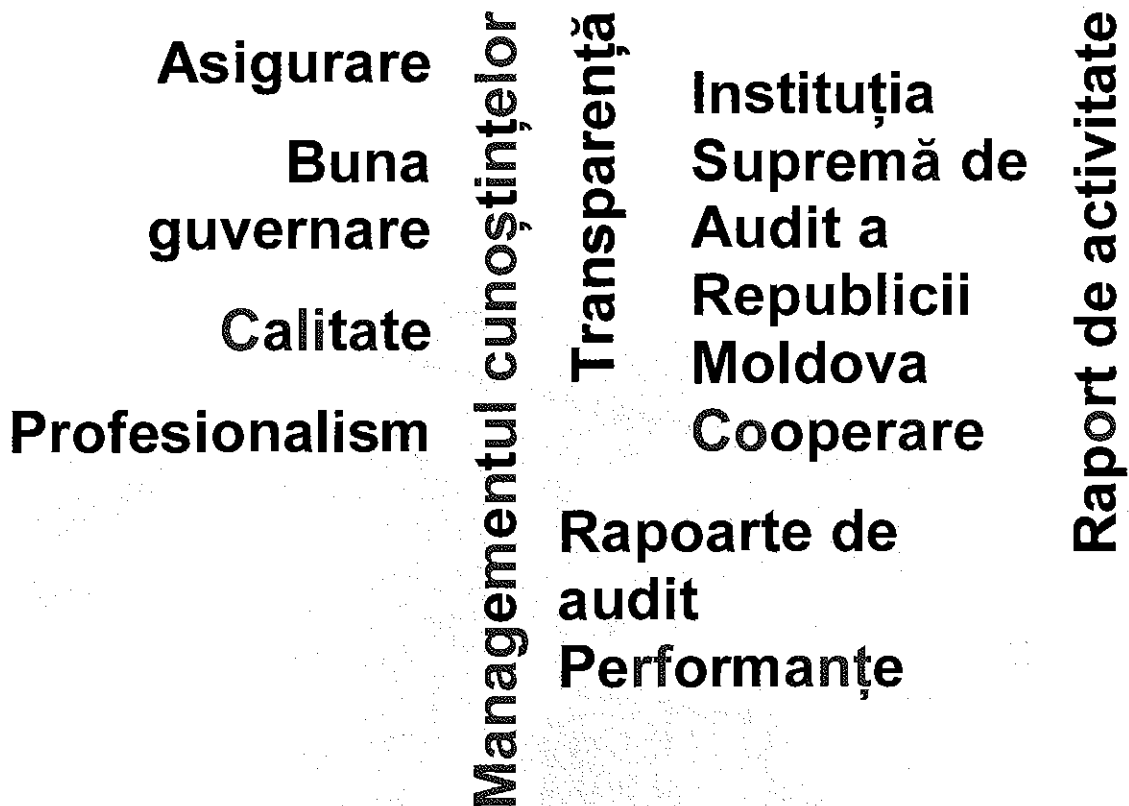 Asigurare
Buna
guvernare
Calitate
Profesionalism
Managementul cunoștințelor
Transparență
Instituția
Supremă de
Audit a
Republicii
Moldova
Cooperare
Rapoarte de
audit
Performanțe
Raport de activitate